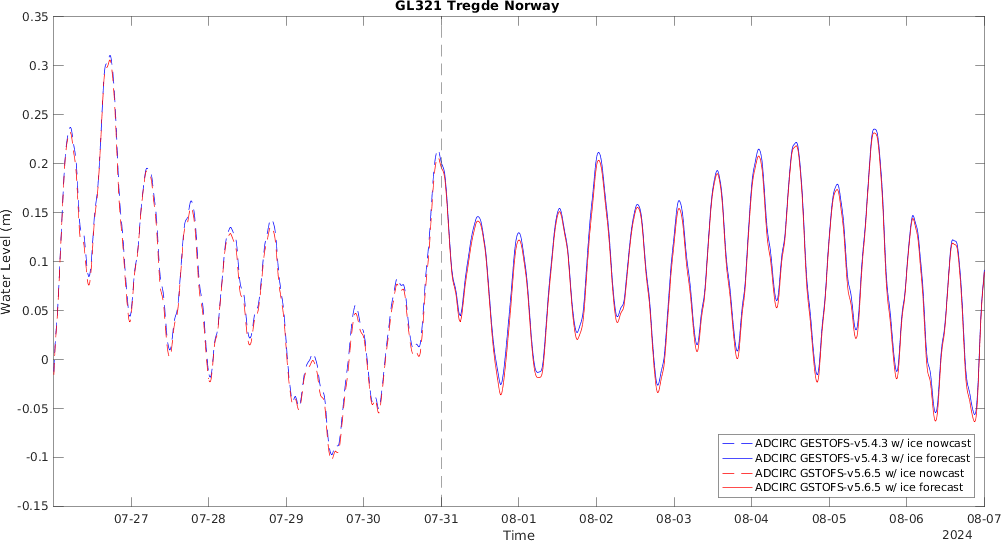 GL321 Tregde Norway
0.35
0.3
0.25
0.2
0.15
0.1
0.05
0
-0.05
-0.1
-0.15
Water Level (m)
07-27 07-28 07-29 07-30 07-31 08-01 08-02 08-03 08-04 08-05 08-06 08-07
Time
2024
ADCIRC GESTOFS-v5.4.3 w/ ice nowcast
ADCIRC GESTOFS-v5.4.3 w/ ice forecast
ADCIRC GSTOFS-v5.6.5 w/ ice nowcast
ADCIRC GSTOFS-v5.6.5 w/ ice forecast